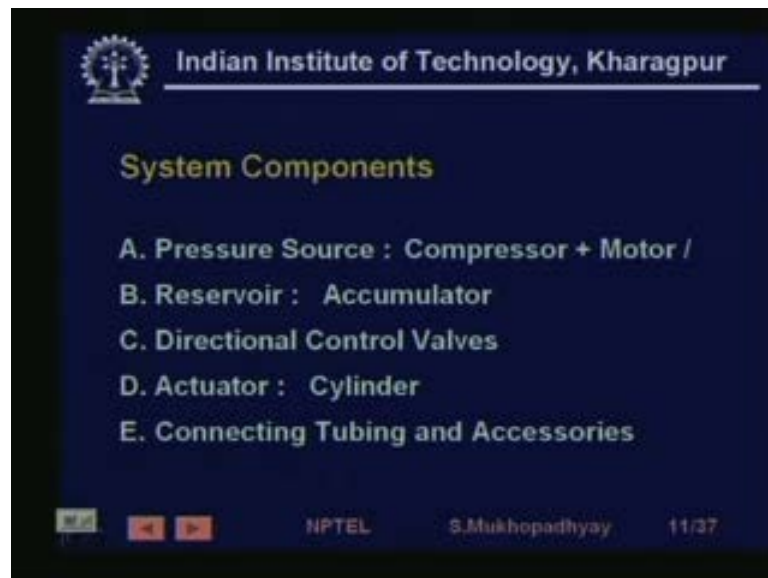 Indian Institute of Technology, Kharagpur
System Components
A. Pressure Source : Compressor + Motor /
B. Reservoir : Accumulator
C. Directional Control Valves
D. Actuator : Cylinder
E. Connecting Tubing and Accessories
NPTEL S.Mukhopadhyay 11/37